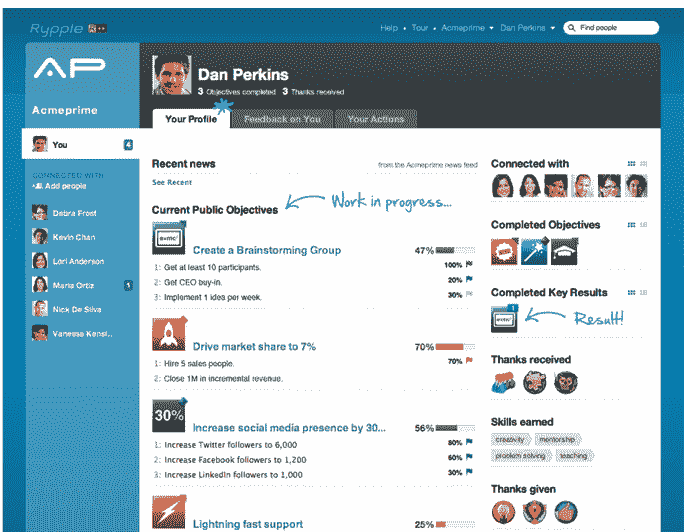 Rypple
Help • Tour • Acmeprime ▾ Dan Perkins ▾ Find people
AP
Acmeprime
Dan Perkins
3 Objectives completed 3 Thanks received
Your Profile Feedback on You Your Actions
You 4
CONNECTED WITH
Add people
Debra Frost
Kevin Chan
Lori Anderson
Maria Ortiz 1
Nick De Silva
Vanessa Kensi..
Recent news from the Acmeprime news feed
See Recent
Current Public Objectives
Work in progress...
Create a Brainstorming Group 47%
1: Get at least 10 participants. 100%
2: Get CEO buy-in. 20%
3: Implement 1 idea per week. 30%
Drive market share to 7% 70%
1: Hire 5 sales people. 70%
2: Close 1M in incremental revenue.
30%
Increase social media presence by 30... 56%
1: Increase Twitter followers to 6,000 80%
2: Increase Facebook followers to 1,200 60%
3: Increase LinkedIn followers to 1,000 30%
Lightning fast support 25%
Connected with
Completed Objectives
Completed Key Results
1
Result!
Thanks received
Skills earned
creativity mentorship
problem solving teaching
Thanks given